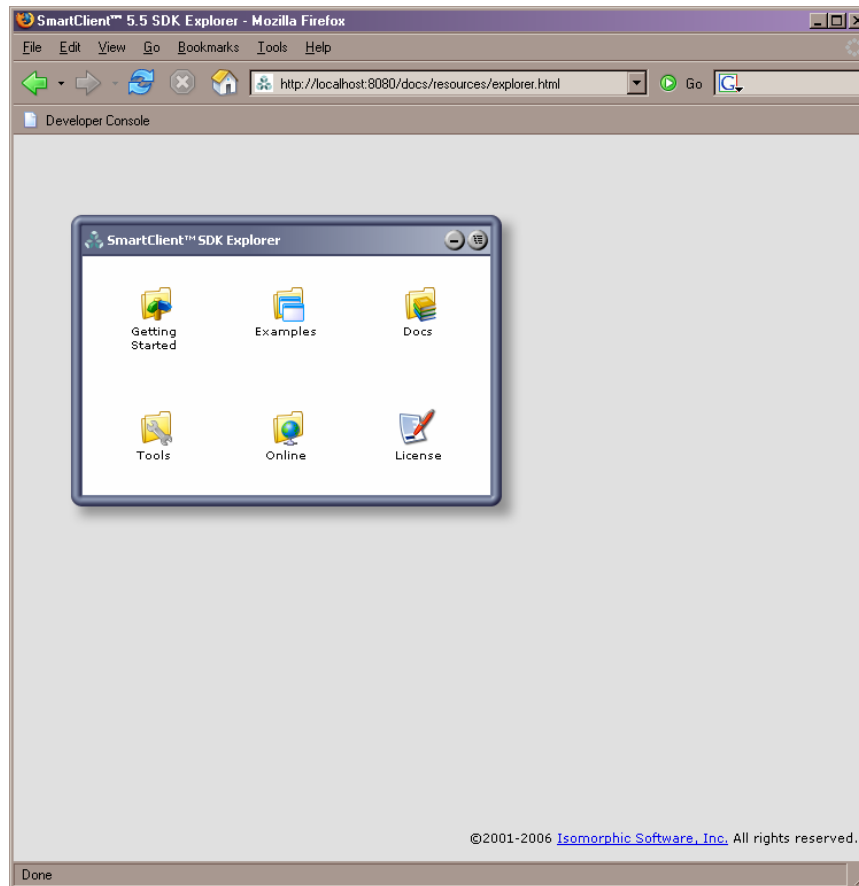 SmartClient™ 5.5 SDK Explorer - Mozilla Firefox
File Edit View Go Bookmarks Tools Help
http://localhost:8080/docs/resources/explorer.html Go G
Developer Console
SmartClient™ SDK Explorer
Getting Started Examples Docs
Tools Online License
©2001-2006 Isomorphic Software, Inc. All rights reserved.
Done